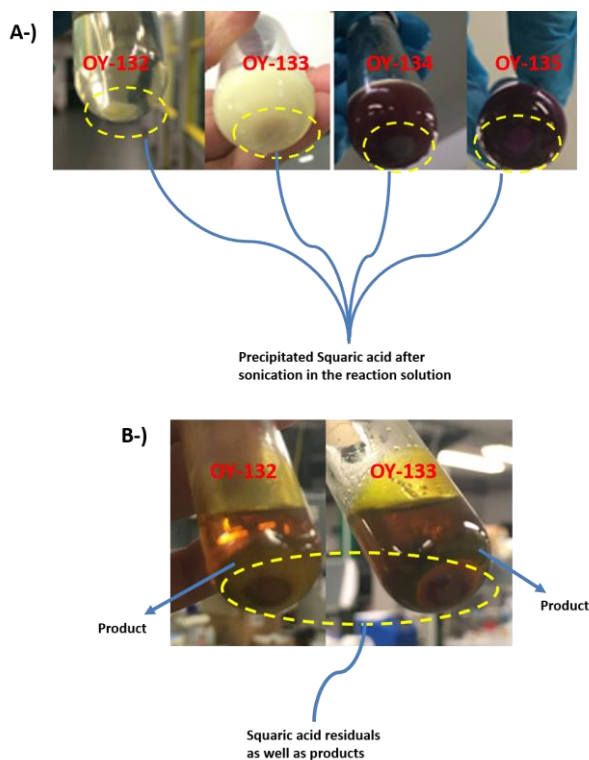 A-)
OY-132
OY-133
OY-134
OY-135
Precipitated Squaric acid after
sonication in the reaction solution
B-)
OY-132
OY-133
Product
Product
Squaric acid residuals
as well as products